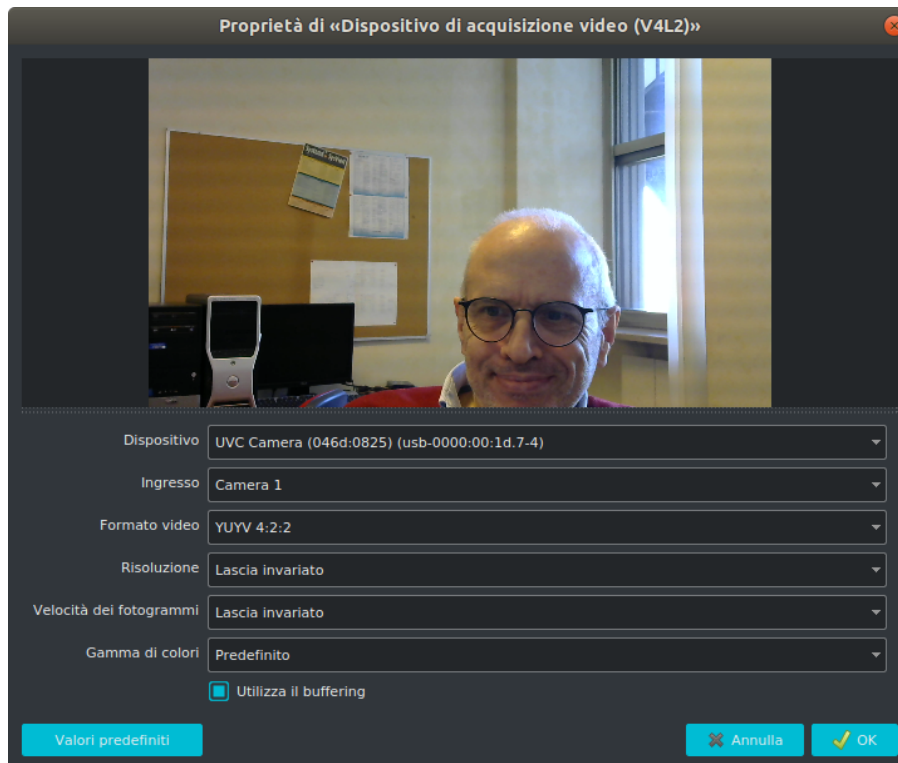 Proprietà di «Dispositivo di acquisizione video (V4L2)»
Dispositivo UVC Camera (046d:0825) (usb-0000:00:1d.7-4)
Ingresso Camera 1
Formato video YUYV 4:2:2
Risoluzione Lascia invariato
Velocità dei fotogrammi Lascia invariato
Gamma di colori Predefinito
Utilizza il buffering
Valori predefiniti Annulla OK